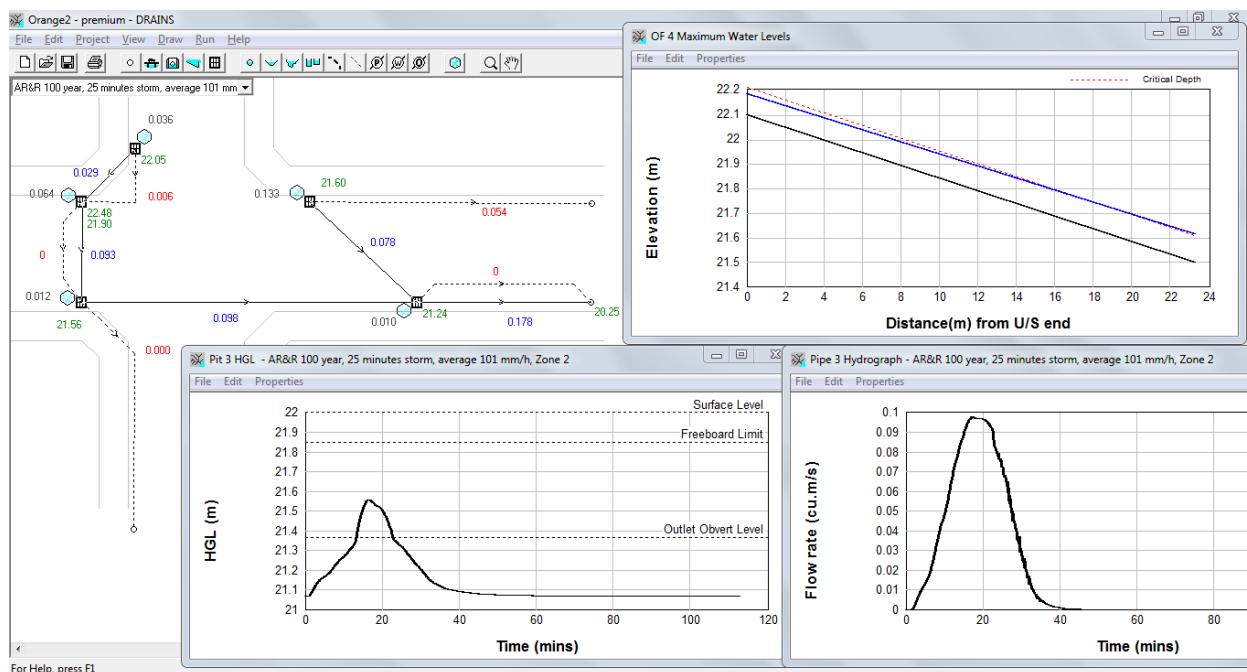 Orange2 - premium - DRAINS
File Edit Project View Draw Run Help
AR&R 100 year, 25 minutes storm, average 101 mm
0.036
22.05
0.029
0.064
0.006
22.48
21.90
0
0.093
0.012
21.56
0.098
0.000
0.133
21.60
0.054
0.078
0
0.010
21.24
0.178
20.25
For Help, press F1
OF 4 Maximum Water Levels
File Edit Properties
Critical Depth
22.2
22.1
22
21.9
21.8
21.7
21.6
21.5
21.4
Elevation (m)
0 2 4 6 8 10 12 14 16 18 20 22 24
Distance(m) from U/S end
Pit 3 HGL - AR&R 100 year, 25 minutes storm, average 101 mm/h, Zone 2
File Edit Properties
Surface Level
Freeboard Limit
Outlet Obvert Level
22
21.9
21.8
21.7
21.6
21.5
21.4
21.3
21.2
21.1
21
HGL (m)
0 20 40 60 80 100 120
Time (mins)
Pipe 3 Hydrograph - AR&R 100 year, 25 minutes storm, average 101 mm/h, Zone 2
File Edit Properties
0.1
0.09
0.08
0.07
0.06
0.05
0.04
0.03
0.02
0.01
0
Flow rate (cu.m/s)
0 20 40 60 80
Time (mins)